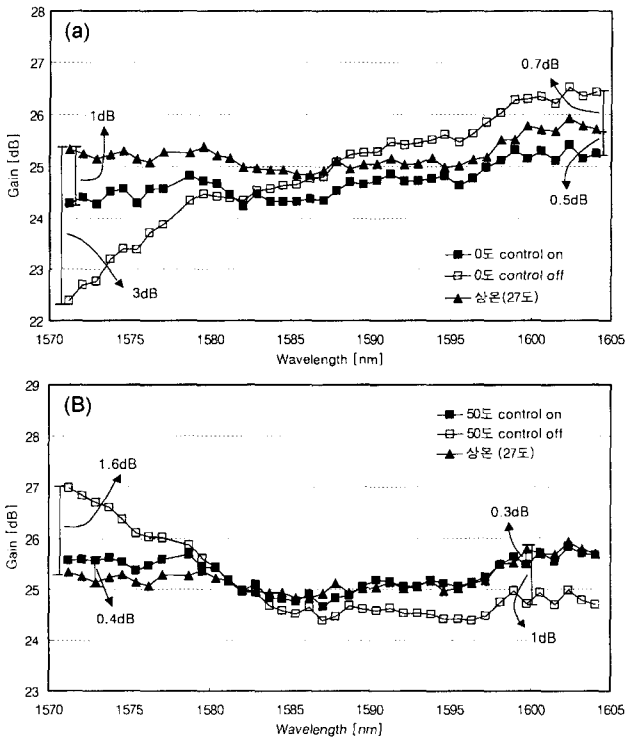 (a)
28
27
26
25
24
23
22
Gain [dB]
1dB
3dB
0.7dB
0.5dB
0도 control on
0도 control off
상온(27도)
1570 1575 1580 1585 1590 1595 1600 1605
Wavelength [nm]
(B)
29
28
27
26
25
24
23
Gain [dB]
50도 control on
50도 control off
상온 (27도)
1.6dB
0.4dB
0.3dB
1dB
1570 1575 1580 1585 1590 1595 1600 1605
Wavelength [nm]